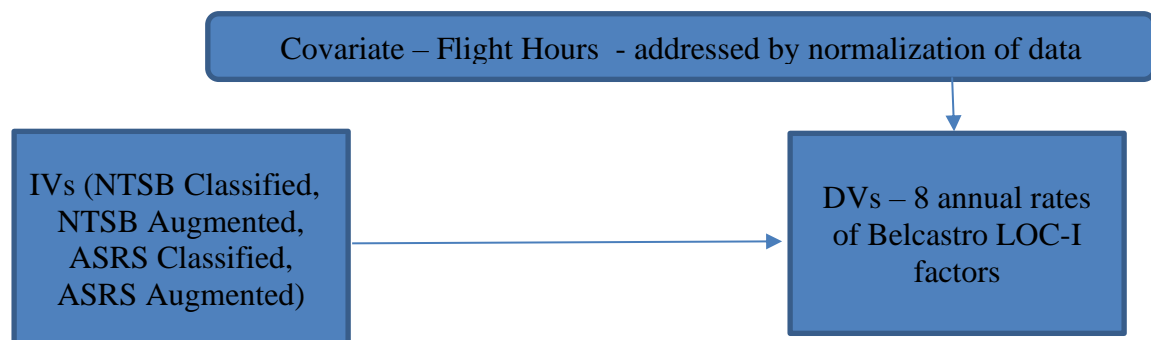 Covariate – Flight Hours  - addressed by normalization of data
IVs (NTSB Classified,
NTSB Augmented,
ASRS Classified,
ASRS Augmented)
DVs – 8 annual rates
of Belcastro LOC-I
factors